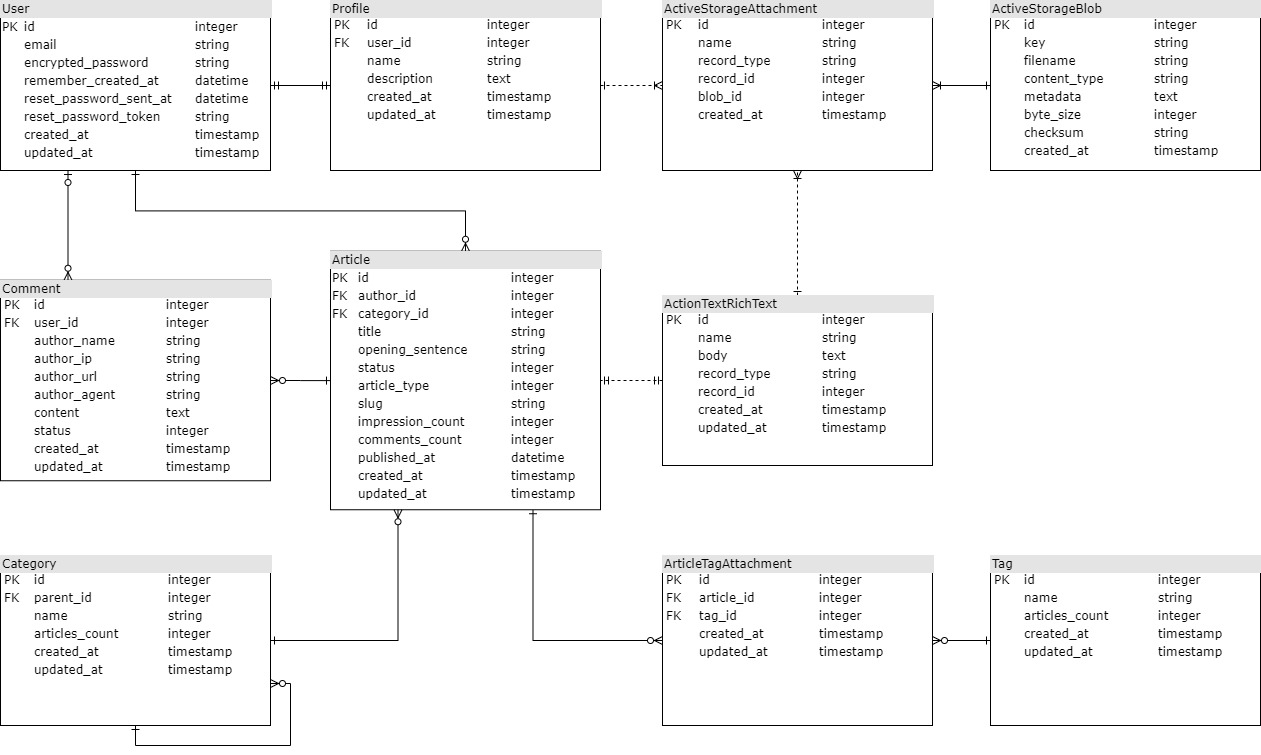 User
PK id integer
email string
encrypted_password string
remember_created_at datetime
reset_password_sent_at datetime
reset_password_token string
created_at timestamp
updated_at timestamp
Profile
PK id integer
FK user_id integer
name string
description text
created_at timestamp
updated_at timestamp
ActiveStorageAttachment
PK id integer
name string
record_type string
record_id integer
blob_id integer
created_at timestamp
ActiveStorageBlob
PK id integer
key string
filename string
content_type string
metadata text
byte_size integer
checksum string
created_at timestamp
Comment
PK id integer
FK user_id integer
author_name string
author_ip string
author_url string
author_agent string
content text
status integer
created_at timestamp
updated_at timestamp
Article
PK id integer
FK author_id integer
FK category_id integer
title string
opening_sentence string
status integer
article_type integer
slug string
impression_count integer
comments_count integer
published_at datetime
created_at timestamp
updated_at timestamp
ActionTextRichText
PK id integer
name string
body text
record_type string
record_id integer
created_at timestamp
updated_at timestamp
Category
PK id integer
FK parent_id integer
name string
articles_count integer
created_at timestamp
updated_at timestamp
ArticleTagAttachment
PK id integer
FK article_id integer
FK tag_id integer
created_at timestamp
updated_at timestamp
Tag
PK id integer
name string
articles_count integer
created_at timestamp
updated_at timestamp